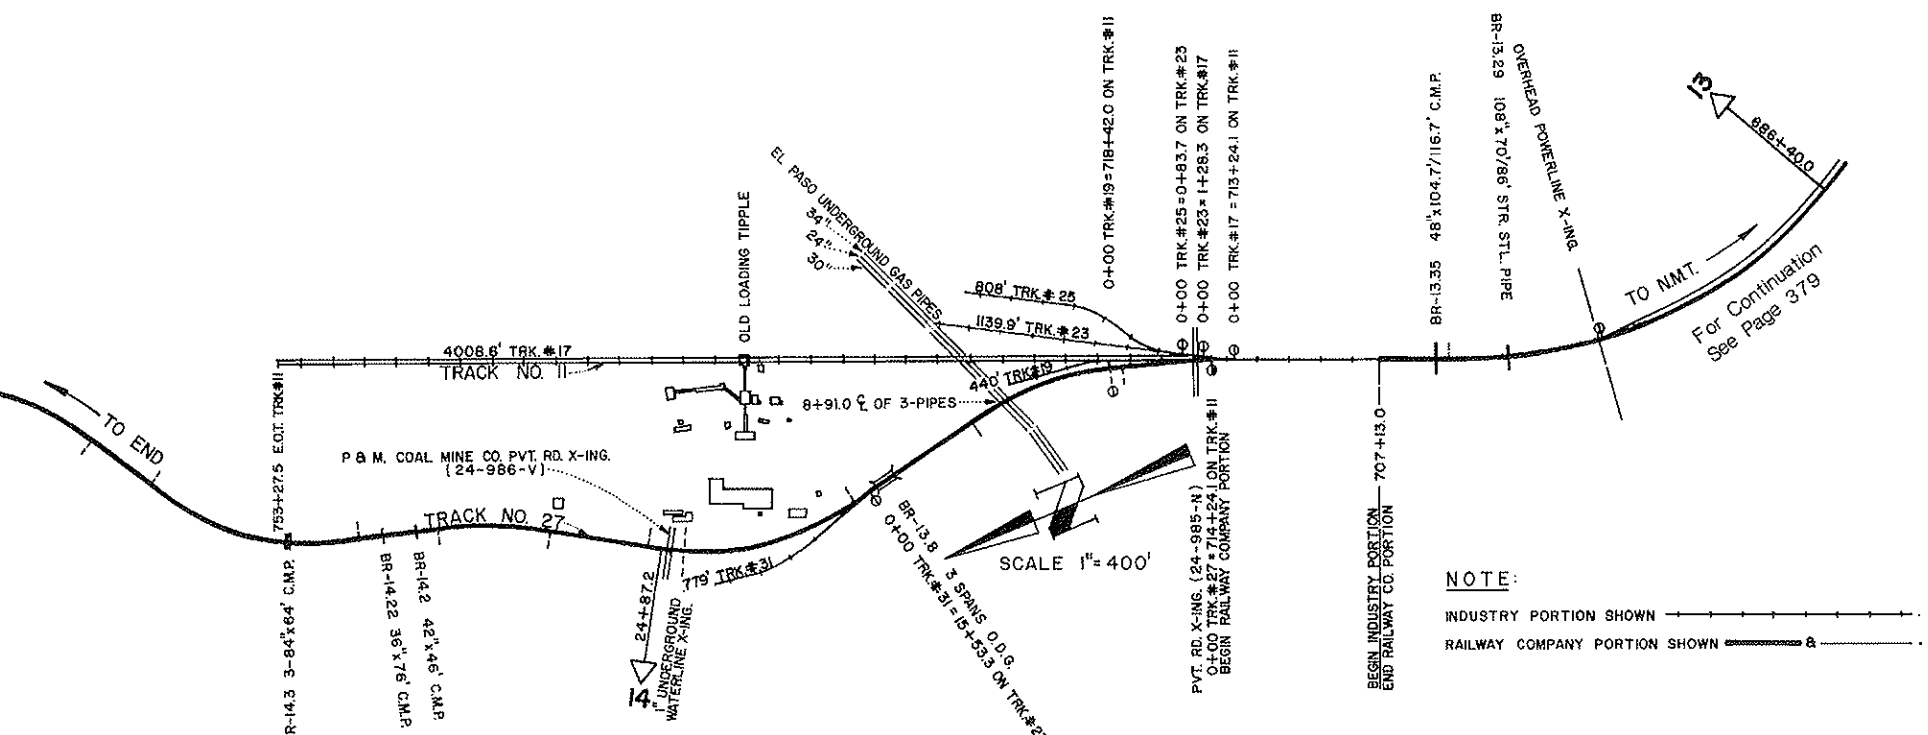 0+00 TRK.#19=718+42.0 ON TRK.#11
0+00 TRK.#25=0+83.7 ON TRK.#23
0+00 TRK.#23=1+28.3 ON TRK.#17
0+00 TRK.#17=713+24.1 ON TRK.#11
BR-13.35 48"x104.7'/116.7' C.M.P.
BR-13.29 108"x70'/86' STR. STL. PIPE
OVERHEAD POWERLINE X-ING.
13
686+40.0
TO N.M.T.
For Continuation
See Page 379
EL PASO UNDERGROUND GAS PIPES
34"
24"
30"
OLD LOADING TIPPLE
808' TRK.#25
1139.9' TRK.#23
4008.6' TRK.#17
TRACK NO. 11
440' TRK#19
8+91.0 ℄ OF 3-PIPES
TO END
753+27.5 E.O.T. TRK#11
P & M. COAL MINE CO. PVT. RD. X-ING.
(24-986-V)
TRACK NO. 27
779' TRK.#31
R-14.3 3-84"x64' C.M.P.
BR-14.22 36"x76' C.M.P.
BR-14.2 42"x46' C.M.P.
24+87.2
14
1" UNDERGROUND
WATERLINE X-ING.
BR-13.8 3 SPANS O.D.G.
0+00 TRK.#31=15+53.3 ON TRK.#2
SCALE 1"=400'
PVT. RD. X-ING. (24-985-N)
0+00 TRK.#27=714+24.1 ON TRK.#11
BEGIN RAILWAY COMPANY PORTION
BEGIN INDUSTRY PORTION
END RAILWAY CO. PORTION
707+13.0
NOTE:
INDUSTRY PORTION SHOWN
RAILWAY COMPANY PORTION SHOWN &